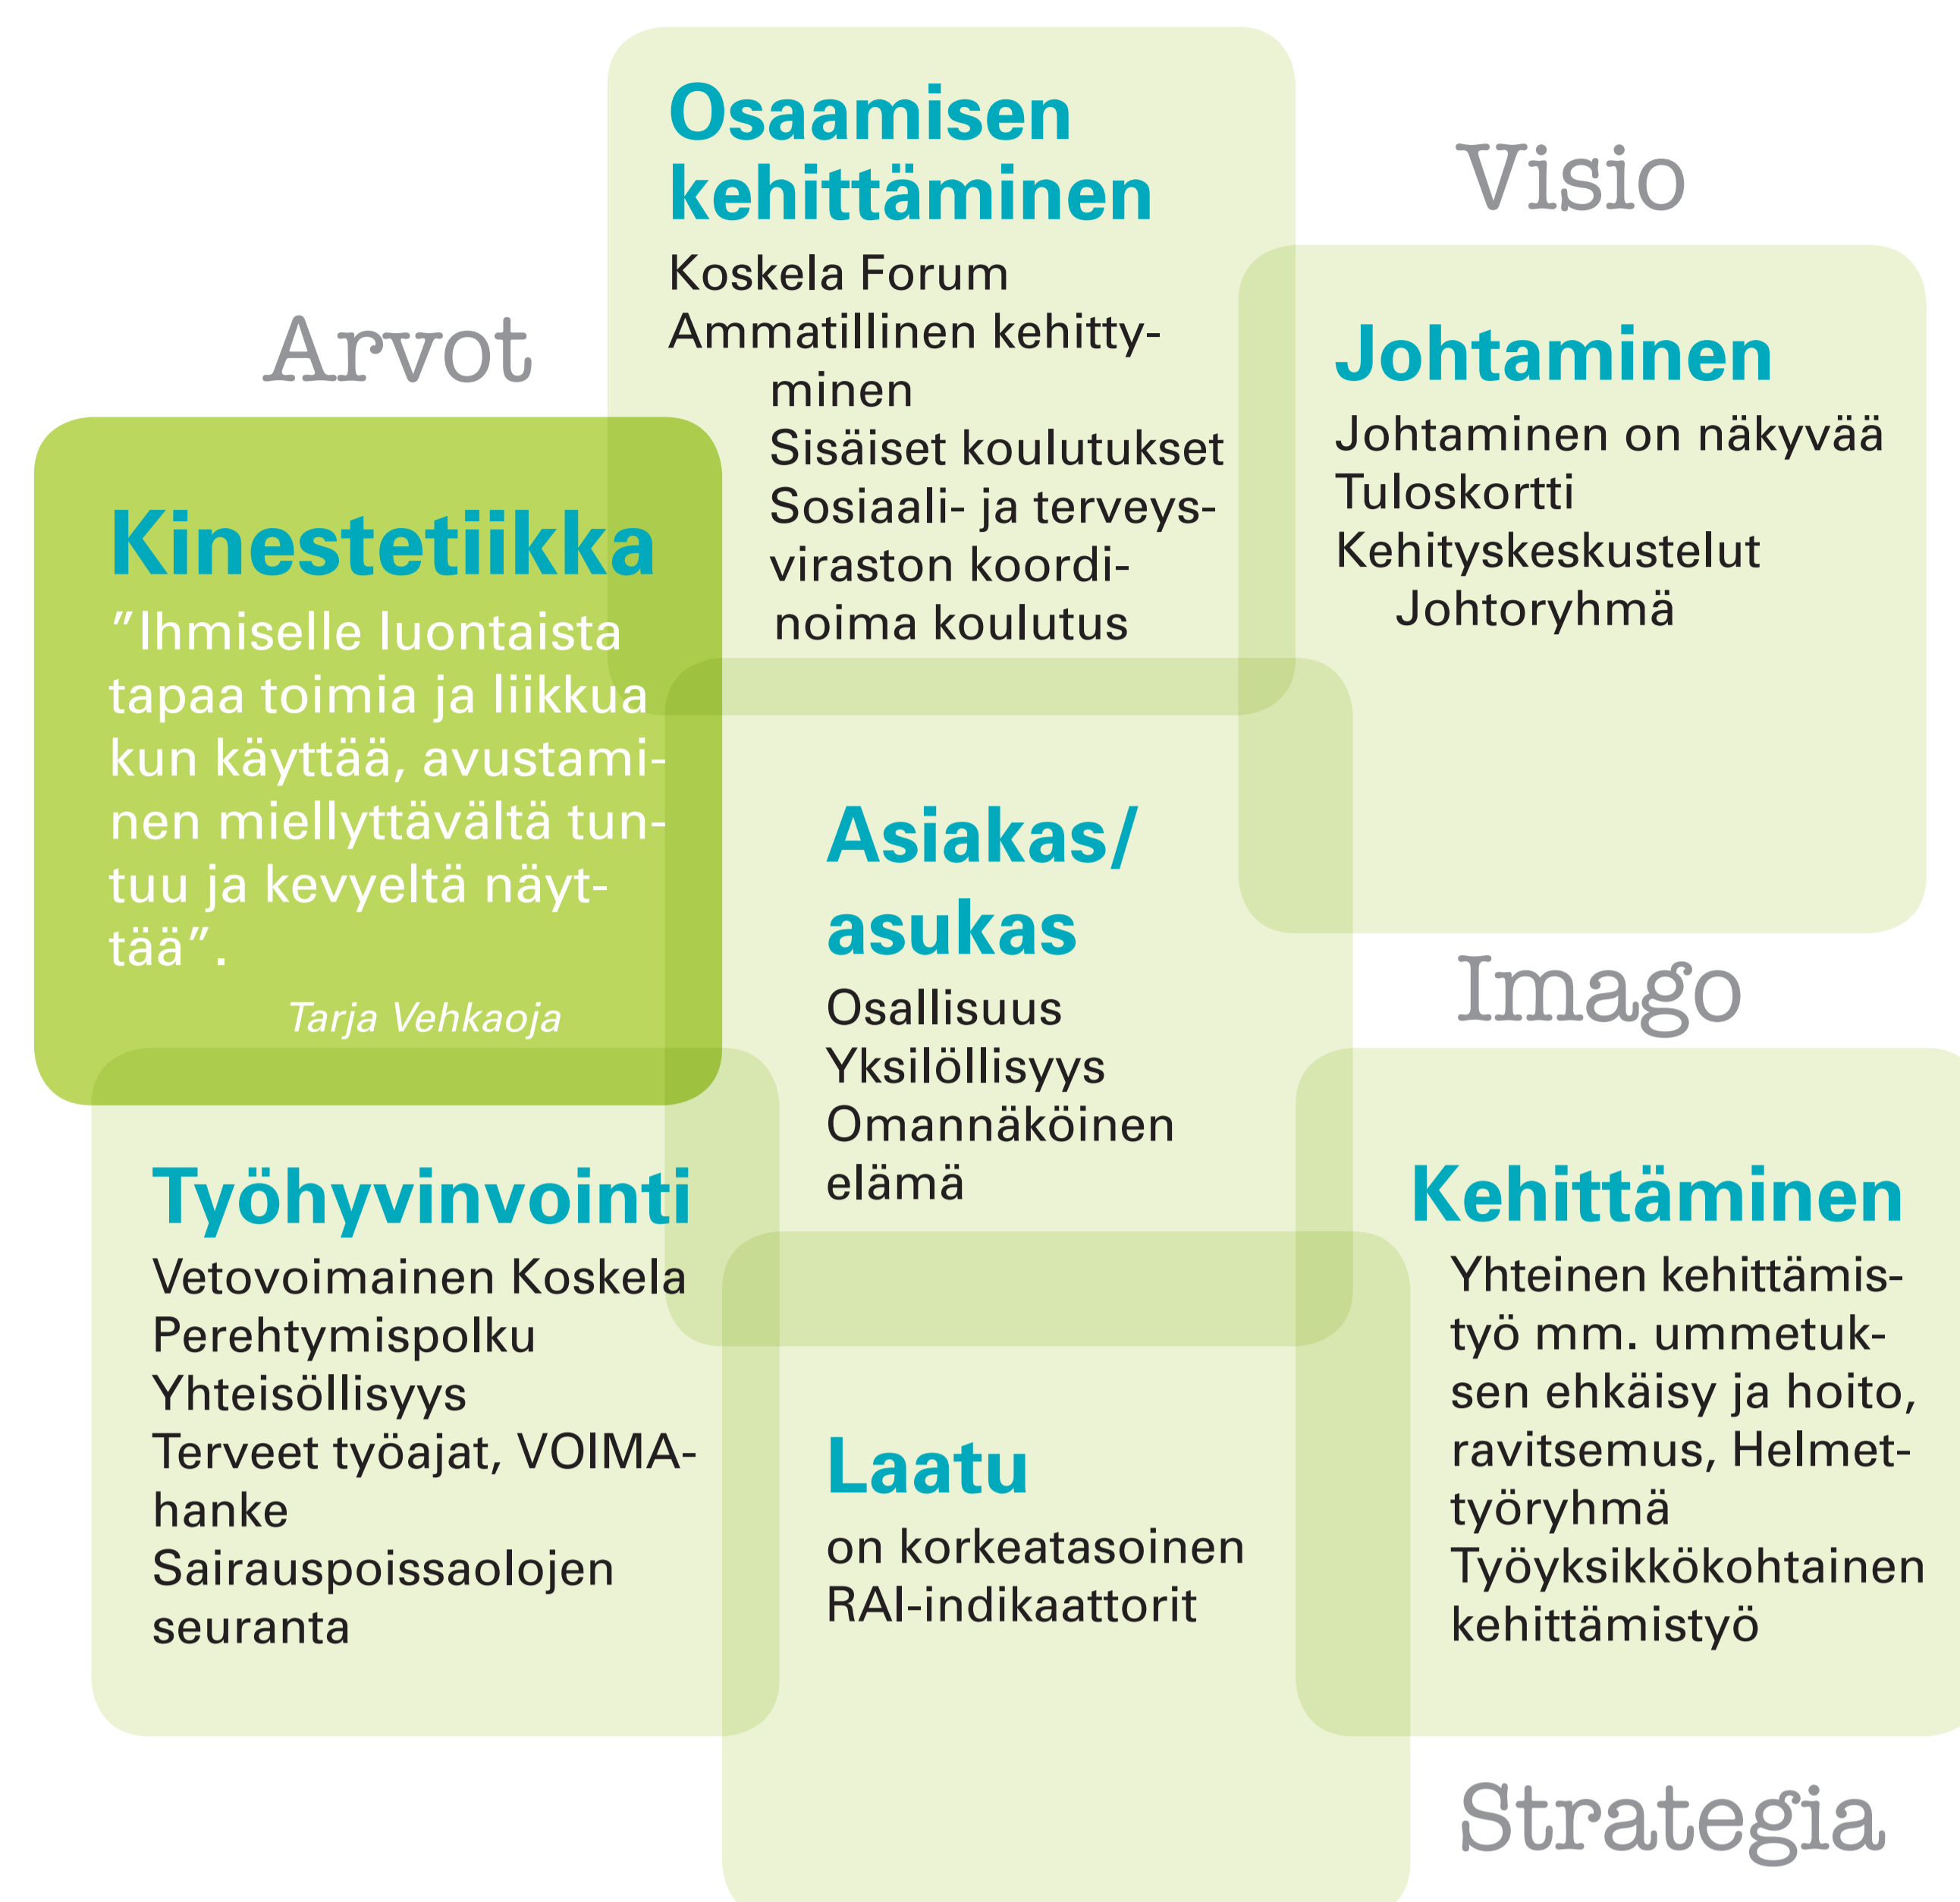 Osaamisen
kehittäminen
Koskela Forum
Ammatillinen kehitty-
minen
Sisäiset koulutukset
Sosiaali- ja terveys-
viraston koordi-
noima koulutus
Visio
Arvot
Johtaminen
Johtaminen on näkyvää
Tuloskortti
Kehityskeskustelut
Johtoryhmä
Kinestetiikka
"Ihmiselle luontaista
tapaa toimia ja liikkua
kun käyttää, avustami-
nen miellyttävältä tun-
tuu ja kevyeltä näyt-
tää".
Tarja Vehkaoja
Asiakas/
asukas
Osallisuus
Yksilöllisyys
Omannäköinen
elämä
Imago
Työhyvinvointi
Vetovoimainen Koskela
Perehtymispolku
Yhteisöllisyys
Terveet työajat, VOIMA-
hanke
Sairauspoissaolojen
seuranta
Laatu
on korkeatasoinen
RAI-indikaattorit
Kehittäminen
Yhteinen kehittämis-
työ mm. ummetuk-
sen ehkäisy ja hoito,
ravitsemus, Helmet-
työryhmä
Työyksikkökohtainen
kehittämistyö
Strategia